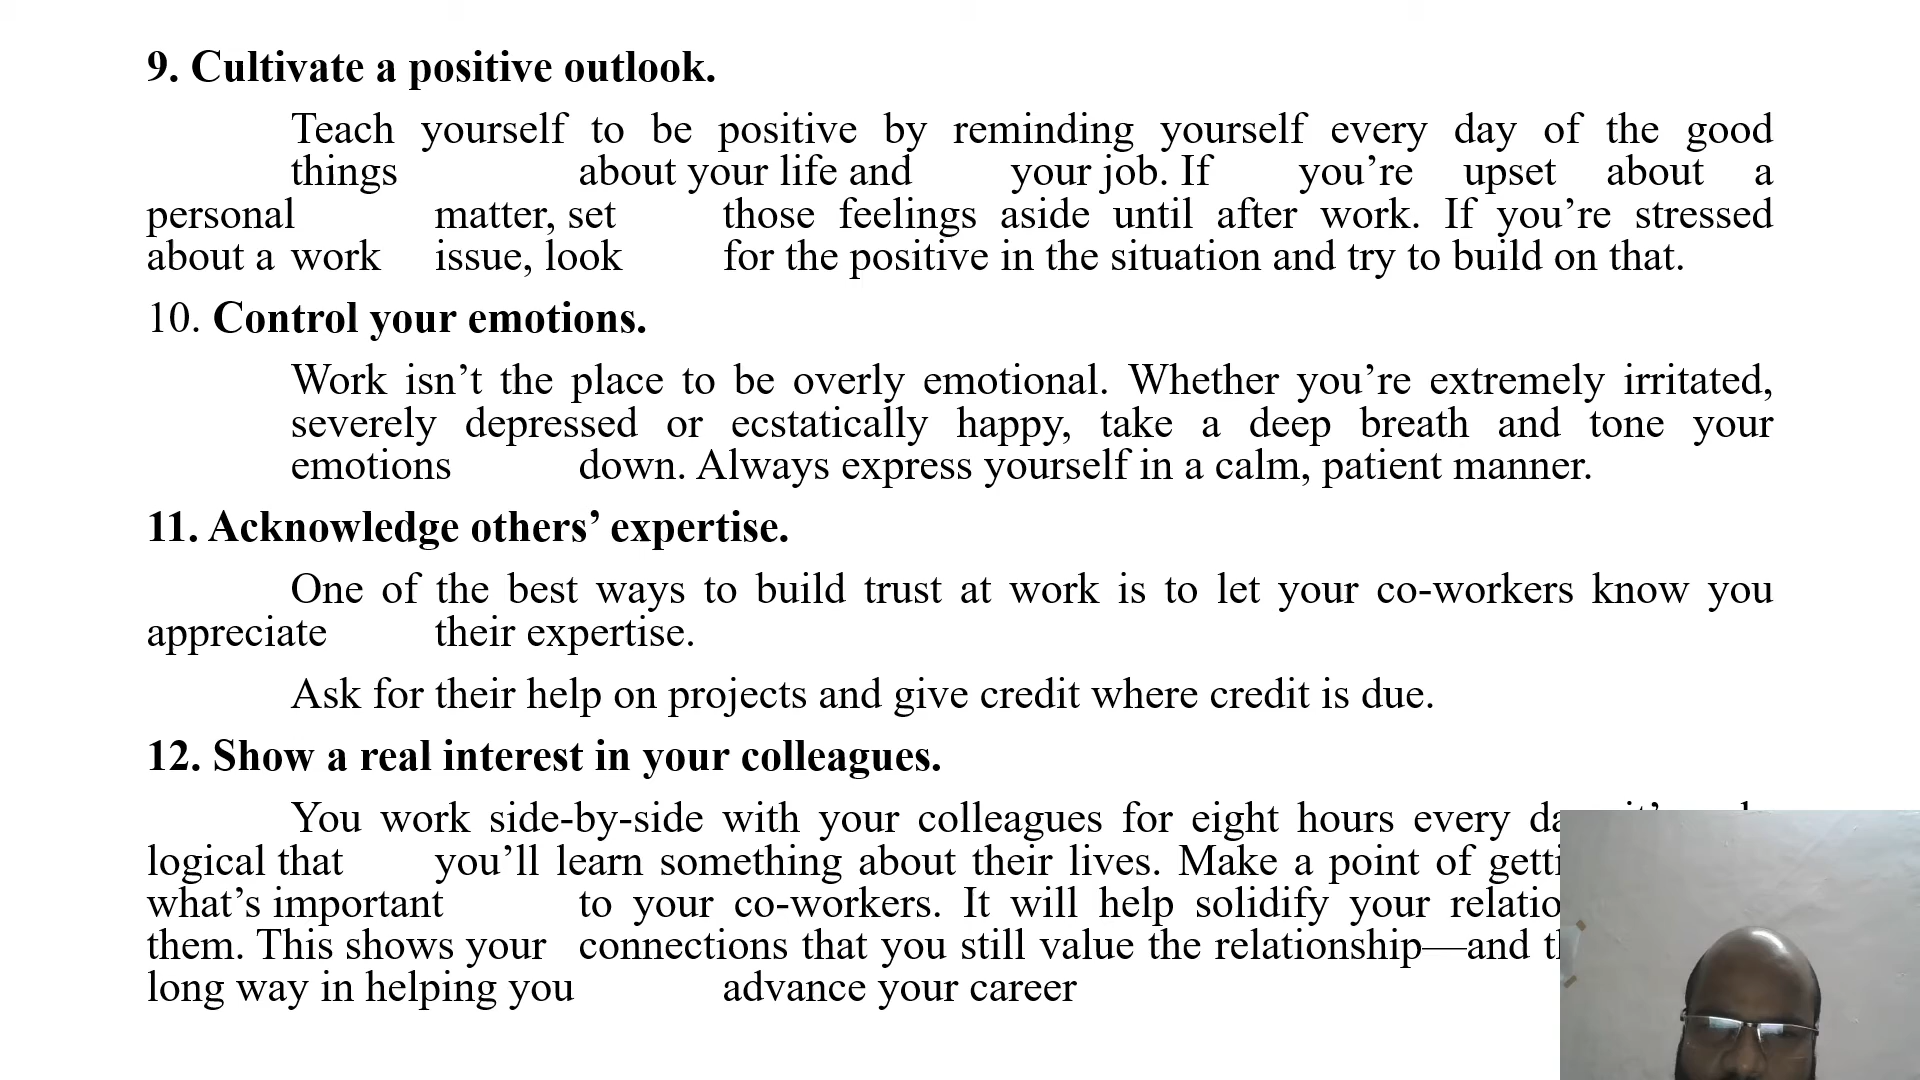 9. Cultivate a positive outlook.
Teach yourself to be positive by reminding yourself every day of the good
things about your life and your job. If you’re upset about a
personal matter, set those feelings aside until after work. If you’re stressed
about a work issue, look for the positive in the situation and try to build on that.
10. Control your emotions.
Work isn’t the place to be overly emotional. Whether you’re extremely irritated,
severely depressed or ecstatically happy, take a deep breath and tone your
emotions down. Always express yourself in a calm, patient manner.
11. Acknowledge others’ expertise.
One of the best ways to build trust at work is to let your co-workers know you
appreciate their expertise.
Ask for their help on projects and give credit where credit is due.
12. Show a real interest in your colleagues.
You work side-by-side with your colleagues for eight hours every
logical that you’ll learn something about their lives. Make a point of
what’s important to your co-workers. It will help solidify your
them. This shows your connections that you still value the relationship—and
long way in helping you advance your career